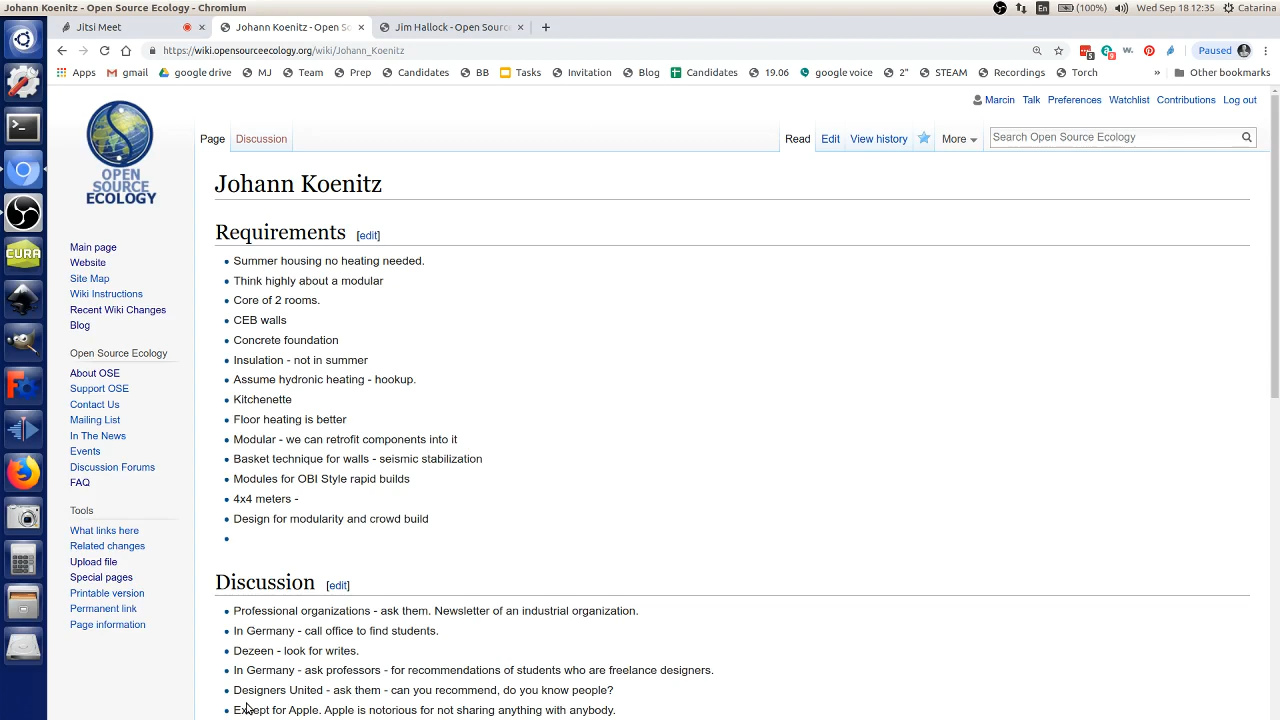 Johann Koenitz - Open Source Ecology - Chromium
En
(100%)
Wed Sep 18 12:35
Catarina
Jitsi Meet
Johann Koenitz - Open So
Jim Hallock - Open Source
https://wiki.opensourceecology.org/wiki/Johann_Koenitz
Paused
Apps
gmail
google drive
MJ
Team
Prep
Candidates
BB
Tasks
Invitation
Blog
Candidates
19.06
google voice
2"
STEAM
Recordings
Torch
»
Other bookmarks
Marcin
Talk
Preferences
Watchlist
Contributions
Log out
OPEN
SOURCE
ECOLOGY
Page
Discussion
Read
Edit
View history
More
Search Open Source Ecology
CURA
Main page
Website
Site Map
Wiki Instructions
Recent Wiki Changes
Blog
Open Source Ecology
About OSE
Support OSE
Contact Us
Mailing List
In The News
Events
Discussion Forums
FAQ
Tools
What links here
Related changes
Upload file
Special pages
Printable version
Permanent link
Page information
Johann Koenitz
Requirements [edit]
Summer housing no heating needed.
Think highly about a modular
Core of 2 rooms.
CEB walls
Concrete foundation
Insulation - not in summer
Assume hydronic heating - hookup.
Kitchenette
Floor heating is better
Modular - we can retrofit components into it
Basket technique for walls - seismic stabilization
Modules for OBI Style rapid builds
4x4 meters -
Design for modularity and crowd build
Discussion [edit]
Professional organizations - ask them. Newsletter of an industrial organization.
In Germany - call office to find students.
Dezeen - look for writes.
In Germany - ask professors - for recommendations of students who are freelance designers.
Designers United - ask them - can you recommend, do you know people?
Except for Apple. Apple is notorious for not sharing anything with anybody.